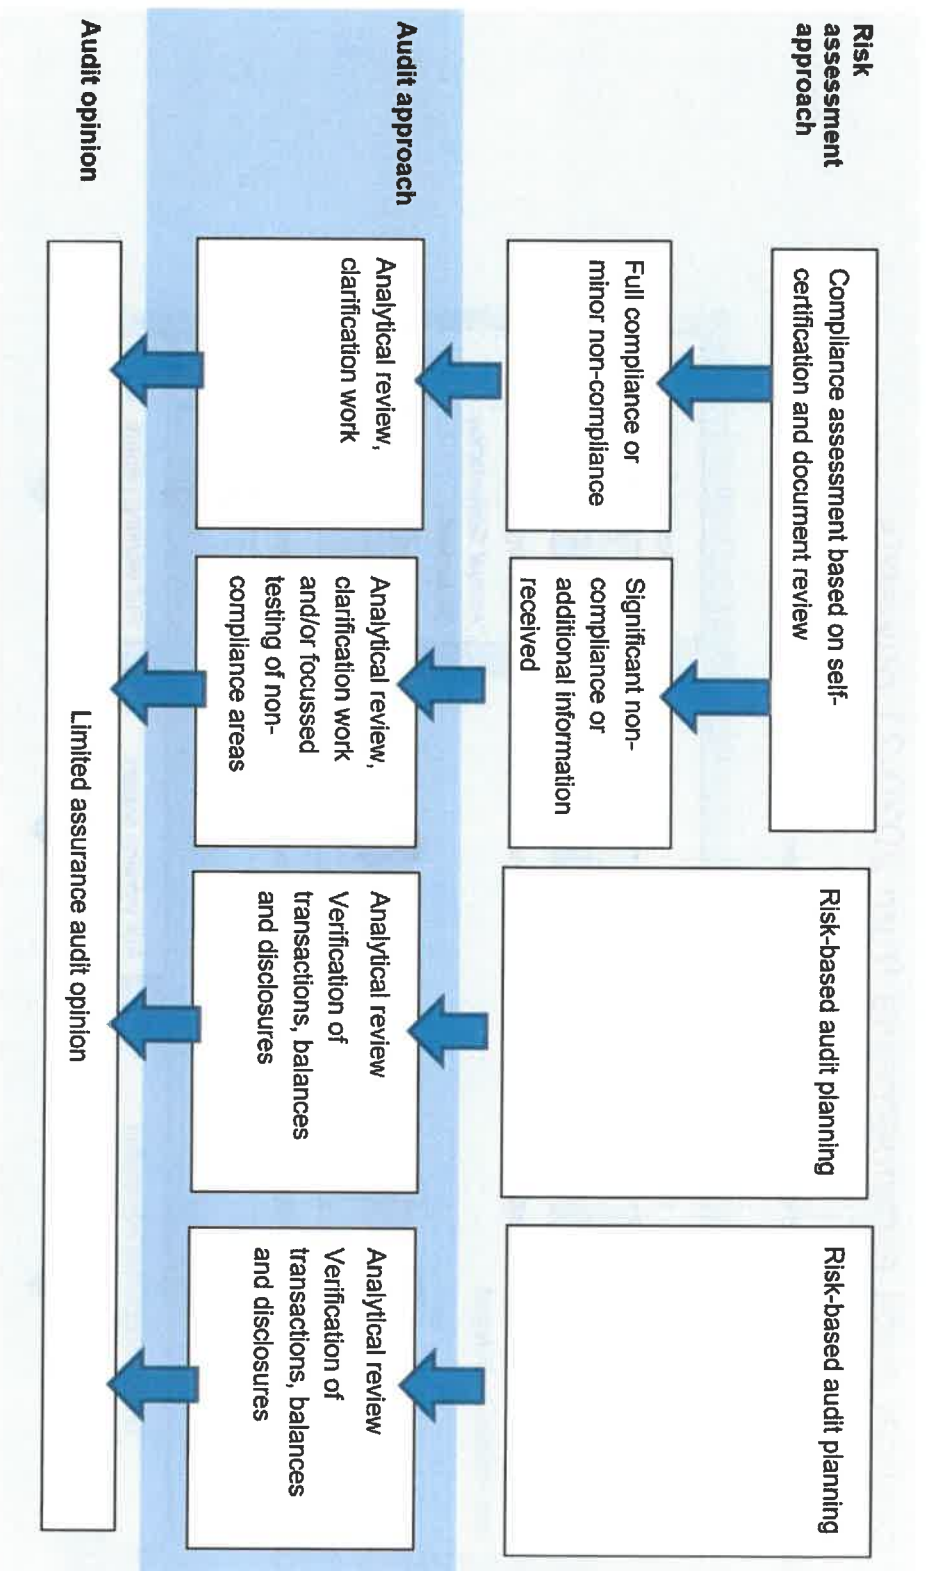 Risk
assessment
approach
Compliance assessment based on self-
certification and document review
Full compliance or
minor non-compliance
Significant non-
compliance or
additional information
received
Risk-based audit planning
Risk-based audit planning
Audit approach
Analytical review,
clarification work
Analytical review,
clarification work
and/or focussed
testing of non-
compliance areas
Analytical review
Verification of
transactions, balances
and disclosures
Analytical review
Verification of
transactions, balances
and disclosures
Audit opinion
Limited assurance audit opinion